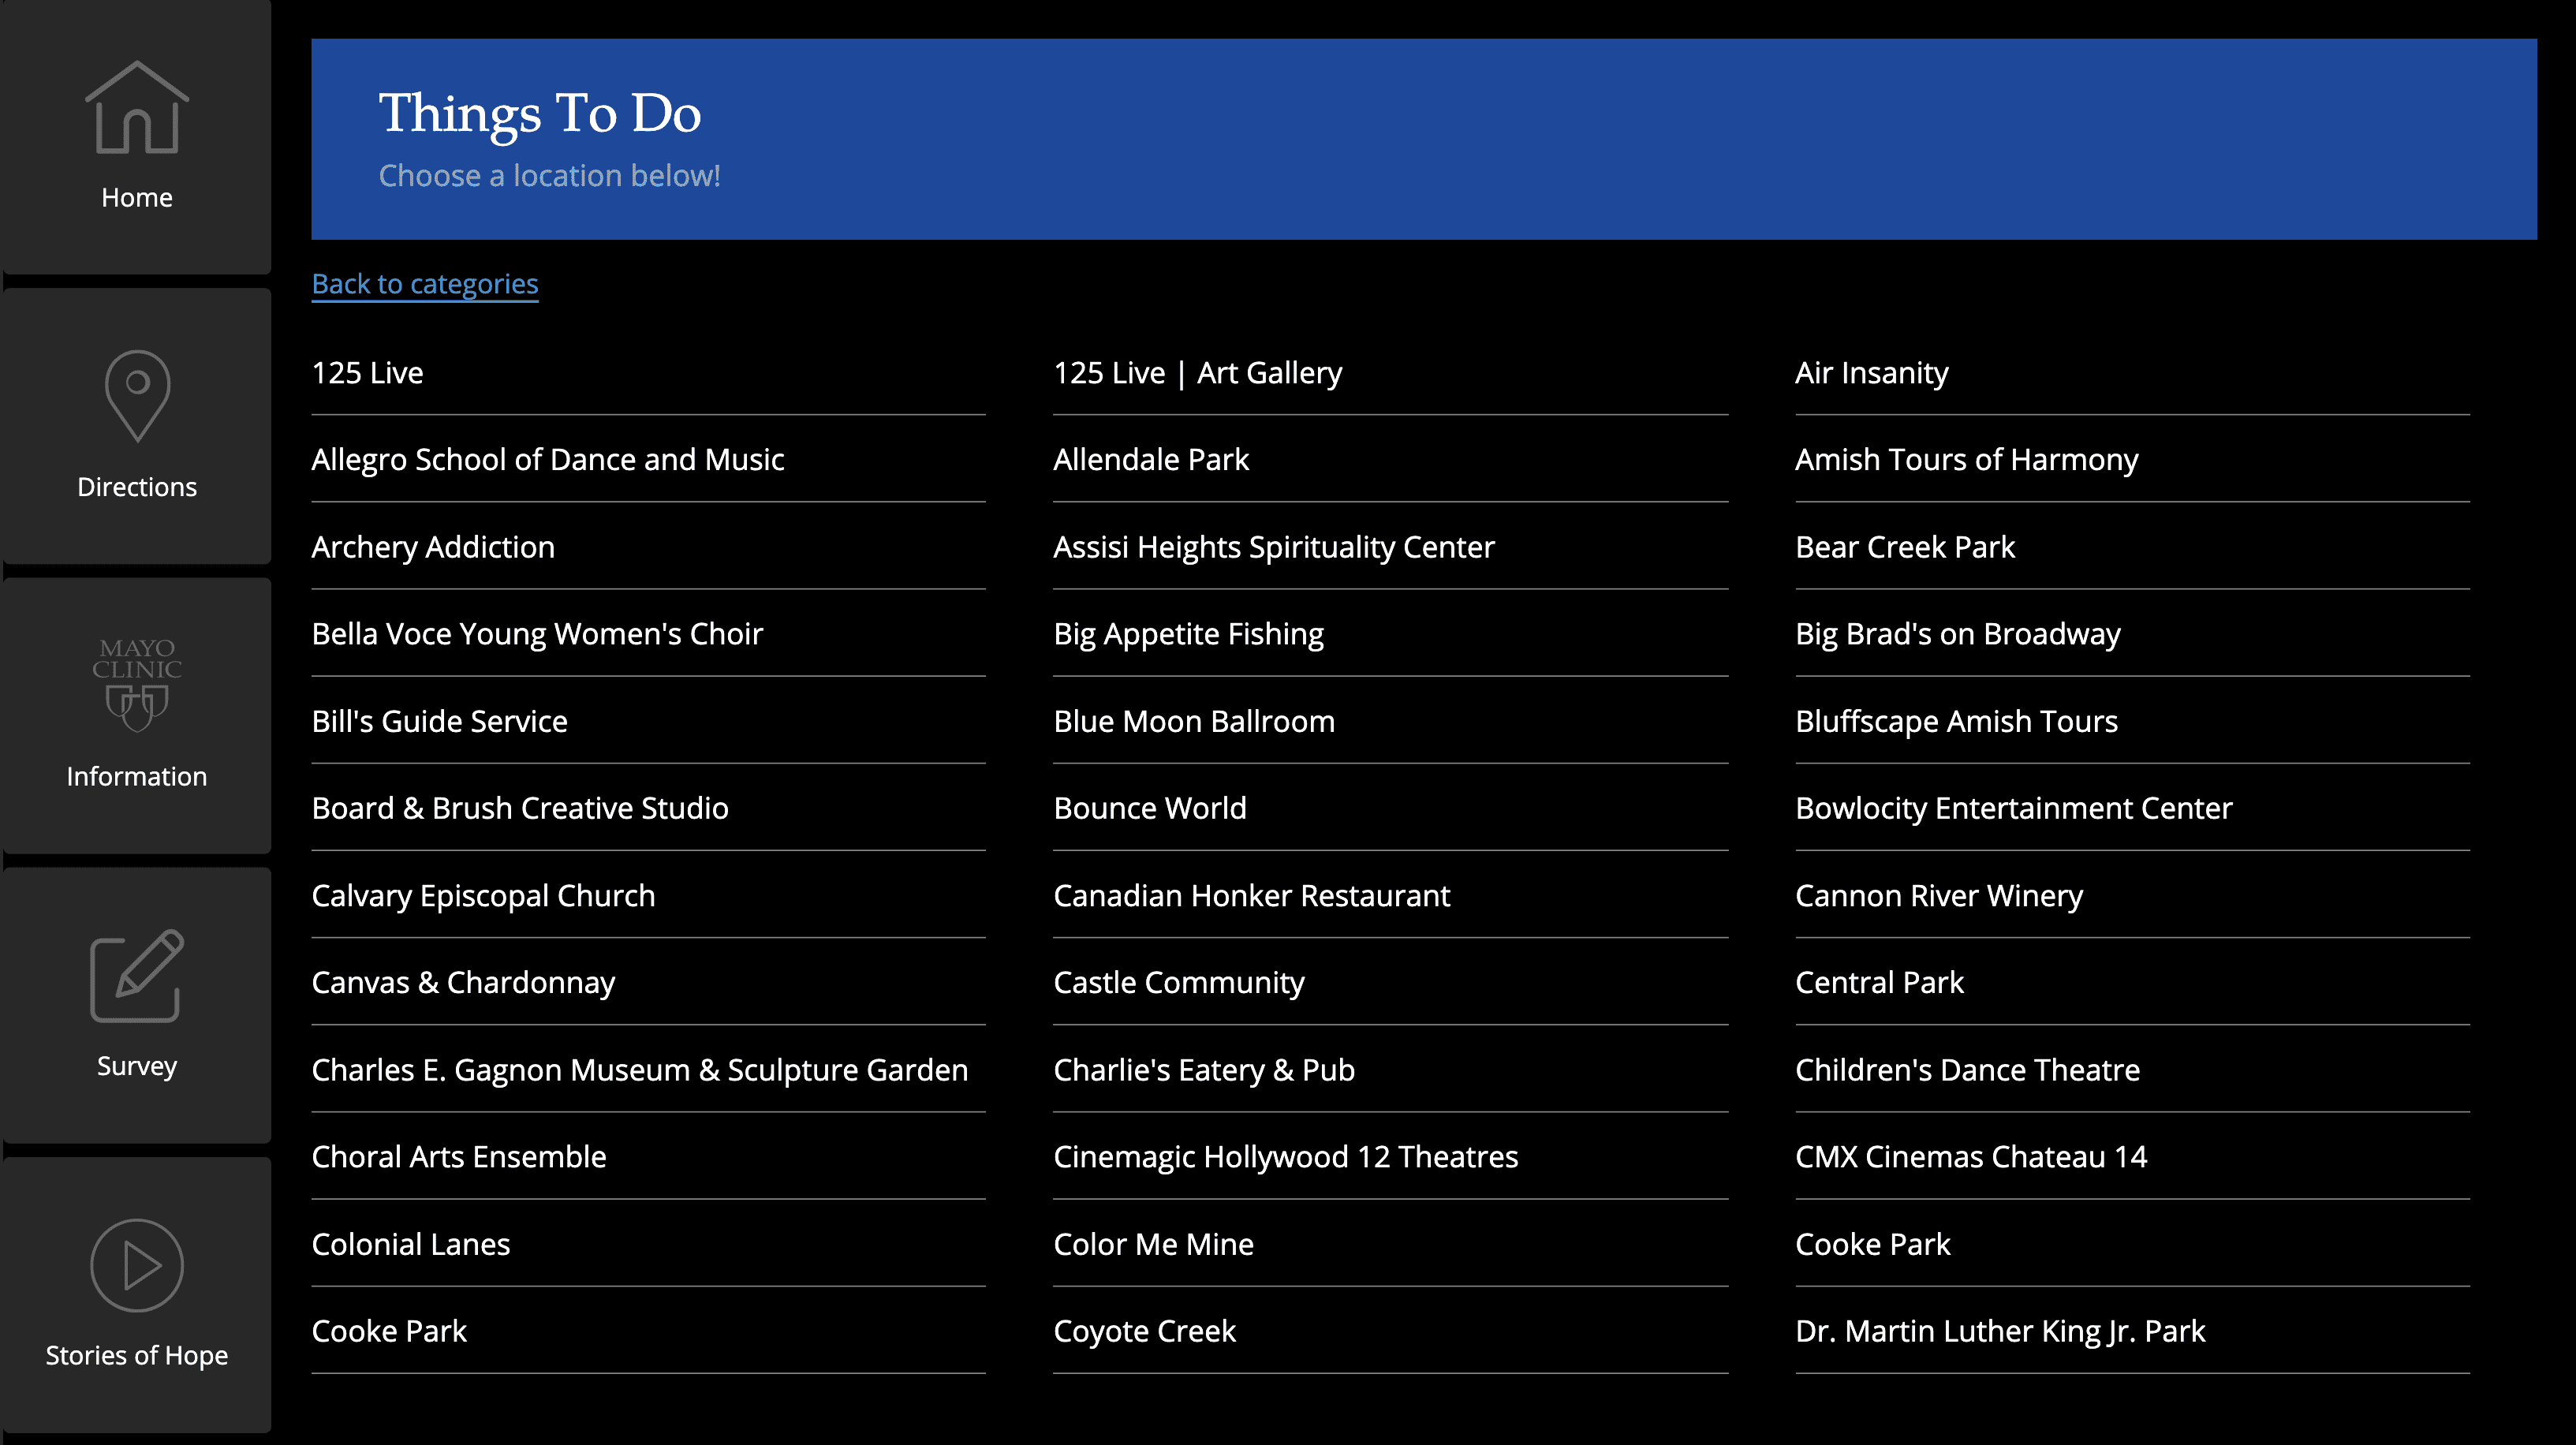 Home
Directions
MAYO
CLINIC
Information
Survey
Stories of Hope
Things To Do
Choose a location below!
Back to categories
125 Live
125 Live | Art Gallery
Air Insanity
Allegro School of Dance and Music
Allendale Park
Amish Tours of Harmony
Archery Addiction
Assisi Heights Spirituality Center
Bear Creek Park
Bella Voce Young Women's Choir
Big Appetite Fishing
Big Brad's on Broadway
Bill's Guide Service
Blue Moon Ballroom
Bluffscape Amish Tours
Board & Brush Creative Studio
Bounce World
Bowlocity Entertainment Center
Calvary Episcopal Church
Canadian Honker Restaurant
Cannon River Winery
Canvas & Chardonnay
Castle Community
Central Park
Charles E. Gagnon Museum & Sculpture Garden
Charlie's Eatery & Pub
Children's Dance Theatre
Choral Arts Ensemble
Cinemagic Hollywood 12 Theatres
CMX Cinemas Chateau 14
Colonial Lanes
Color Me Mine
Cooke Park
Cooke Park
Coyote Creek
Dr. Martin Luther King Jr. Park